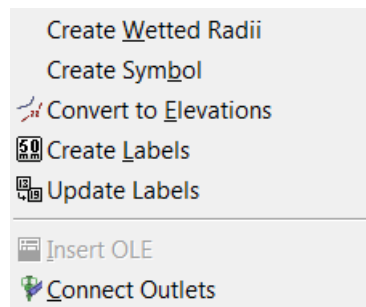 Create Wetted Radii
Create Symbol
Convert to Elevations
Create Labels
Update Labels
Insert OLE
Connect Outlets